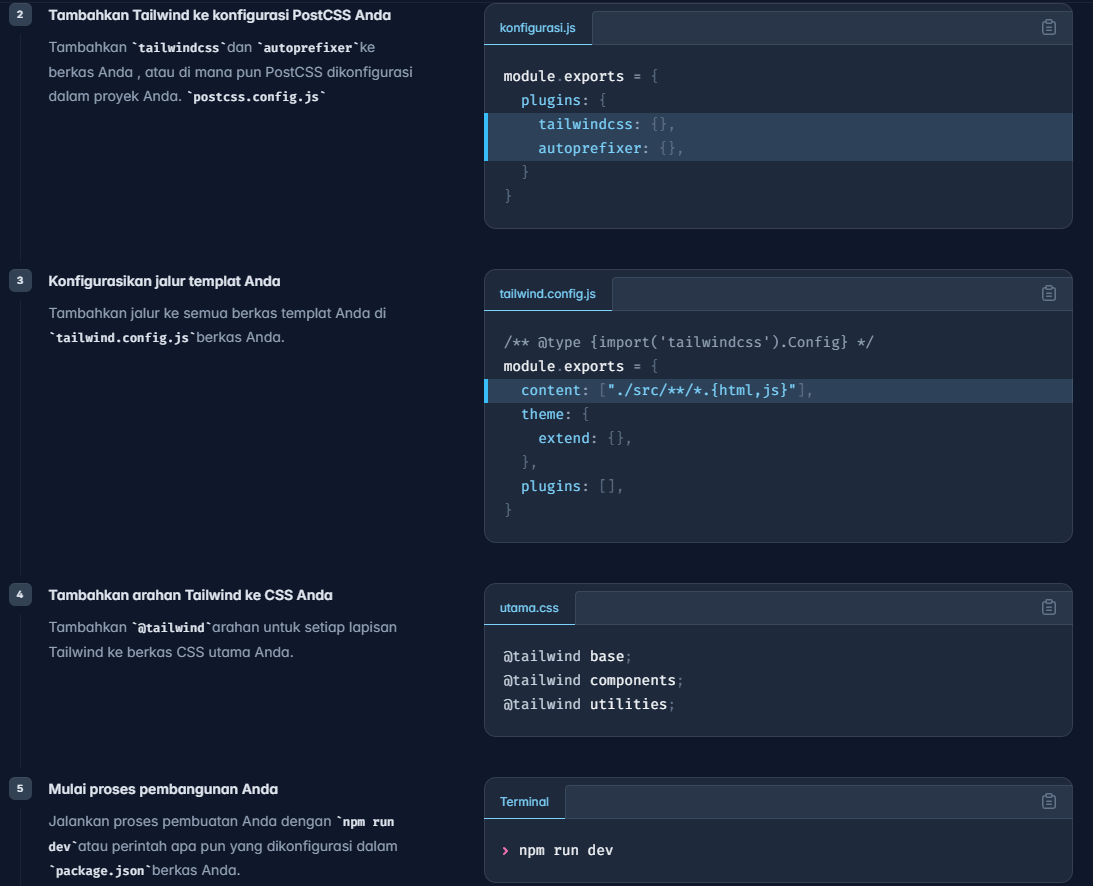 2
Tambahkan Tailwind ke konfigurasi PostCSS Anda
Tambahkan `tailwindcss`dan `autoprefixer`ke
berkas Anda , atau di mana pun PostCSS dikonfigurasi
dalam proyek Anda. `postcss.config.js`
konfigurasi.js
module.exports = {
  plugins: {
    tailwindcss: {},
    autoprefixer: {},
  }
}
3
Konfigurasikan jalur templat Anda
Tambahkan jalur ke semua berkas templat Anda di
`tailwind.config.js`berkas Anda.
tailwind.config.js
/** @type {import('tailwindcss').Config} */
module.exports = {
  content: ["./src/**/*.{html,js}"],
  theme: {
    extend: {},
  },
  plugins: [],
}
4
Tambahkan arahan Tailwind ke CSS Anda
Tambahkan `@tailwind`arahan untuk setiap lapisan
Tailwind ke berkas CSS utama Anda.
utama.css
@tailwind base;
@tailwind components;
@tailwind utilities;
5
Mulai proses pembangunan Anda
Jalankan proses pembuatan Anda dengan `npm run
dev`atau perintah apa pun yang dikonfigurasi dalam
`package.json`berkas Anda.
Terminal
> npm run dev